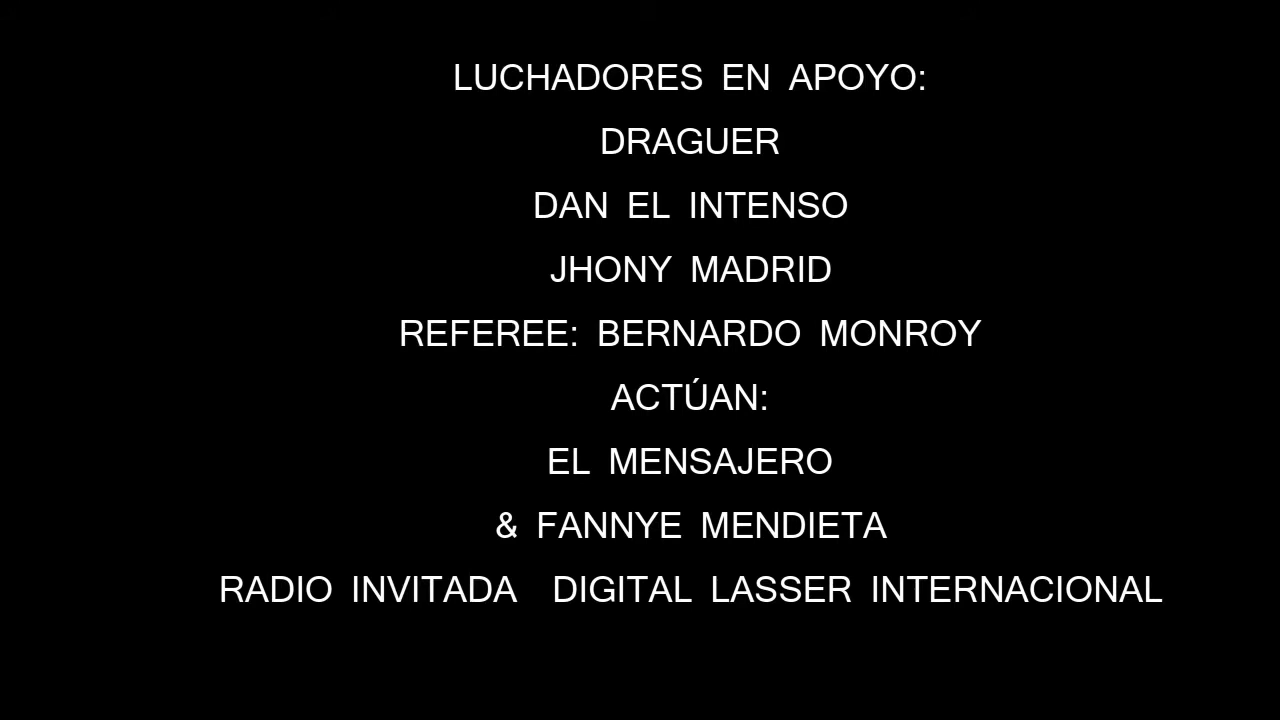 LUCHADORES EN APOYO:
DRAGUER
DAN EL INTENSO
JHONY MADRID
REFEREE: BERNARDO MONROY
ACTÚAN:
EL MENSAJERO
& FANNYE MENDIETA
RADIO INVITADA DIGITAL LASSER INTERNACIONAL